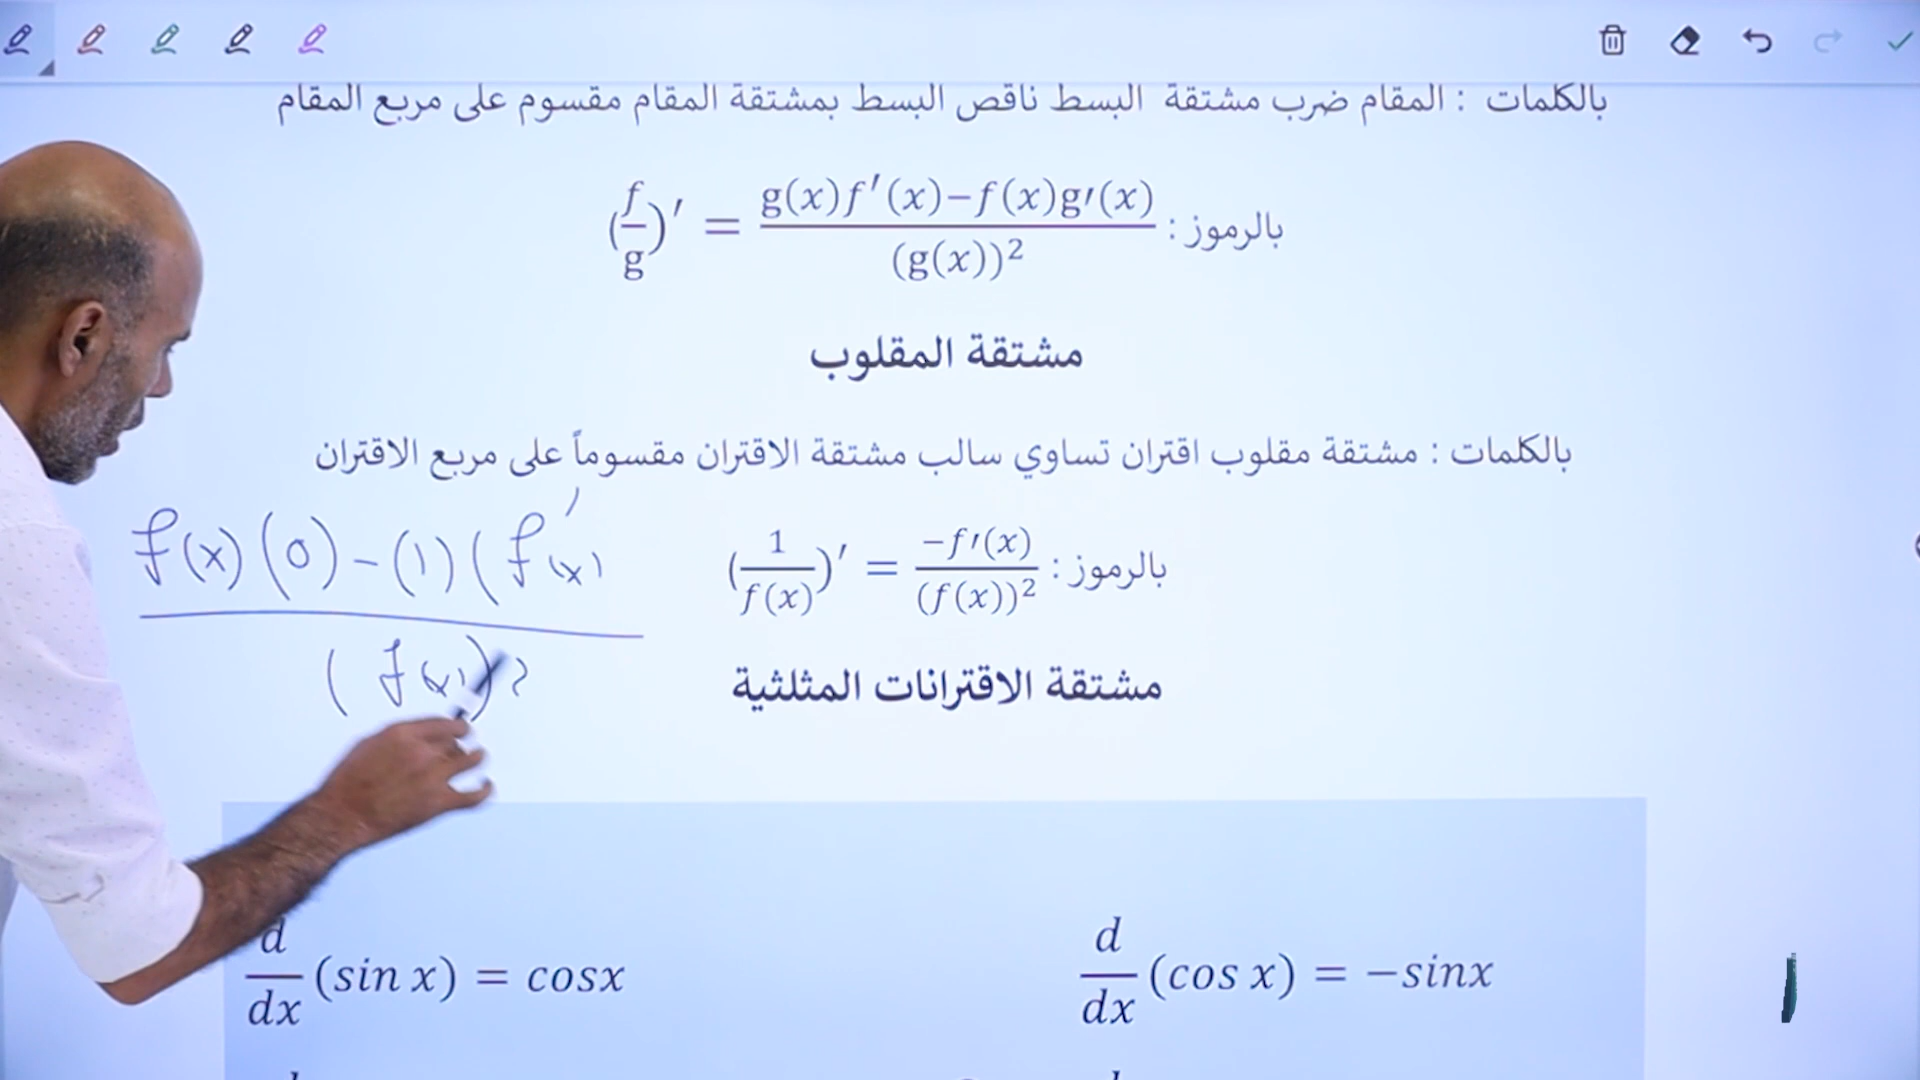 بالكلمات : المقام ضرب مشتقة البسط ناقص البسط بمشتقة المقام مقسوم على مربع المقام
بالرموز : (f/g)′ = g(x)f′(x)−f(x)g′(x) / (g(x))²
مشتقة المقلوب
بالكلمات : مشتقة مقلوب اقتران تساوي سالب مشتقة الاقتران مقسوماً على مربع الاقتران
بالرموز : (1/f(x))′ = −f′(x) / (f(x))²
f(x)(0)-(1)(f′(x)
(f(x))2
مشتقة الاقترانات المثلثية
d/dx (sin x) = cosx
d/dx (cos x) = −sinx